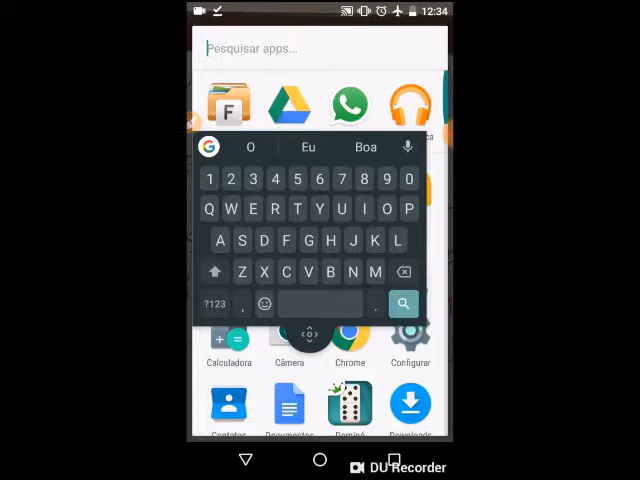 12:34
Pesquisar apps...
F
O Eu Boa
1 2 3 4 5 6 7 8 9 0
Q W E R T Y U I O P
A S D F G H J K L
Z X C V B N M
?123 , .
Calculadora Câmera Chrome Configurar
Contatos Documentos Dominó Downloads
DU Recorder